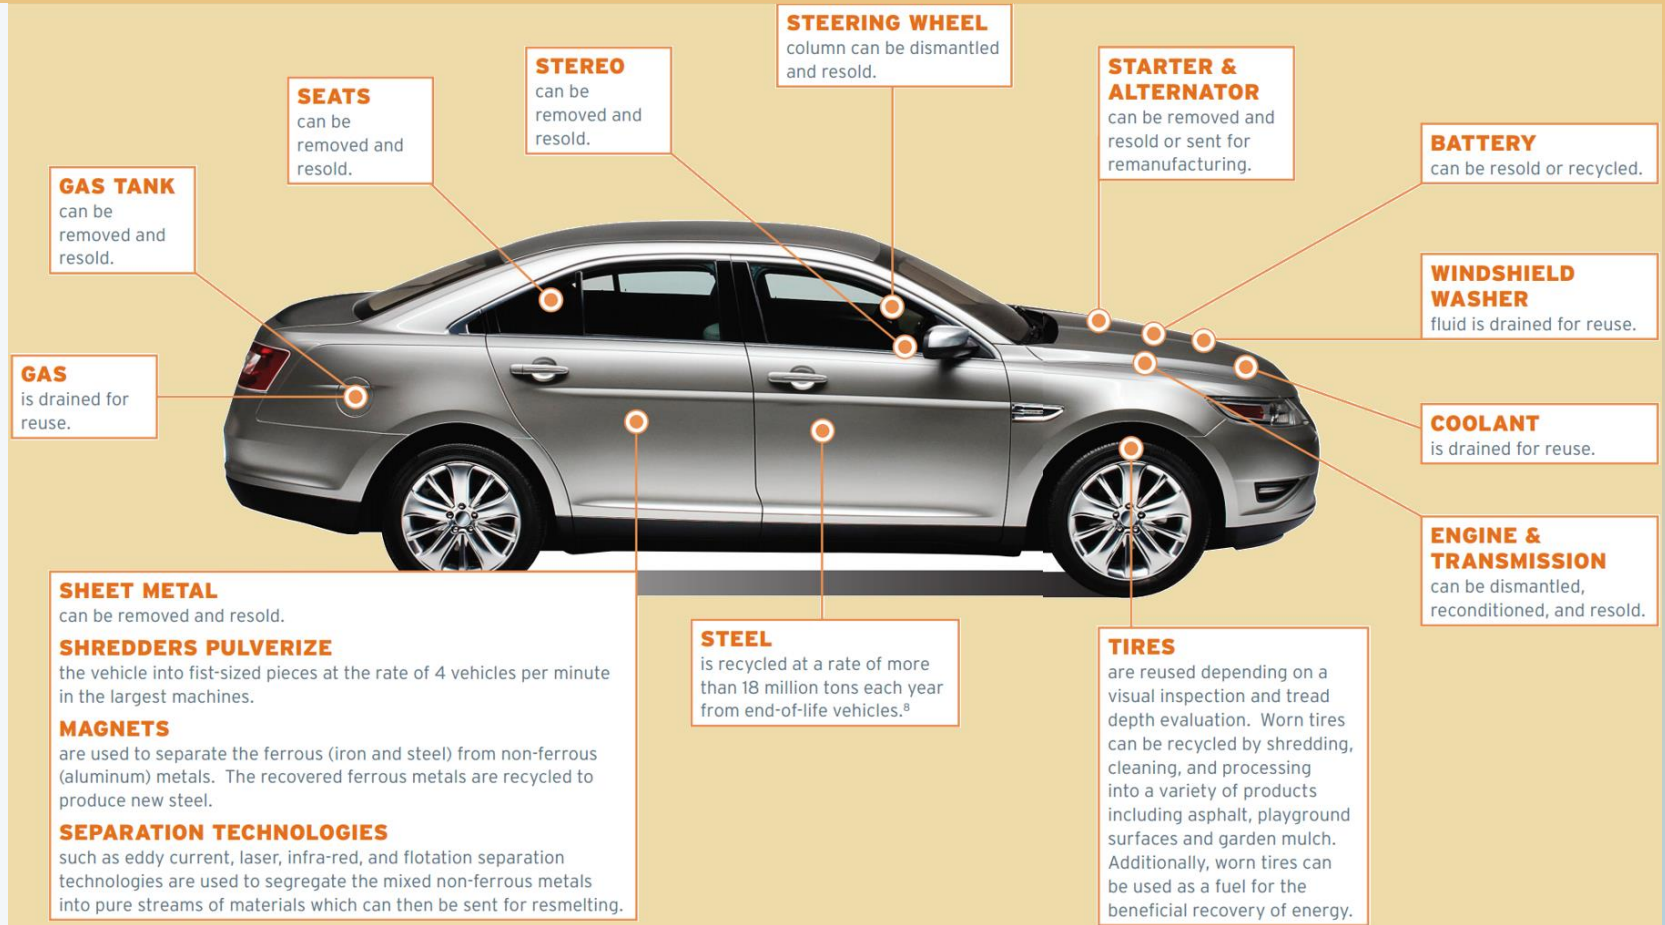 STEERING WHEEL
column can be dismantled
and resold.
STEREO
can be
removed and
resold.
STARTER &
ALTERNATOR
can be removed and
resold or sent for
remanufacturing.
SEATS
can be
removed and
resold.
BATTERY
can be resold or recycled.
GAS TANK
can be
removed and
resold.
WINDSHIELD
WASHER
fluid is drained for reuse.
GAS
is drained for
reuse.
COOLANT
is drained for reuse.
ENGINE &
TRANSMISSION
can be dismantled,
reconditioned, and resold.
SHEET METAL
can be removed and resold.
SHREDDERS PULVERIZE
the vehicle into fist-sized pieces at the rate of 4 vehicles per minute
in the largest machines.
MAGNETS
are used to separate the ferrous (iron and steel) from non-ferrous
(aluminum) metals. The recovered ferrous metals are recycled to
produce new steel.
SEPARATION TECHNOLOGIES
such as eddy current, laser, infra-red, and flotation separation
technologies are used to segregate the mixed non-ferrous metals
into pure streams of materials which can then be sent for resmelting.
STEEL
is recycled at a rate of more
than 18 million tons each year
from end-of-life vehicles.⁸
TIRES
are reused depending on a
visual inspection and tread
depth evaluation. Worn tires
can be recycled by shredding,
cleaning, and processing
into a variety of products
including asphalt, playground
surfaces and garden mulch.
Additionally, worn tires can
be used as a fuel for the
beneficial recovery of energy.